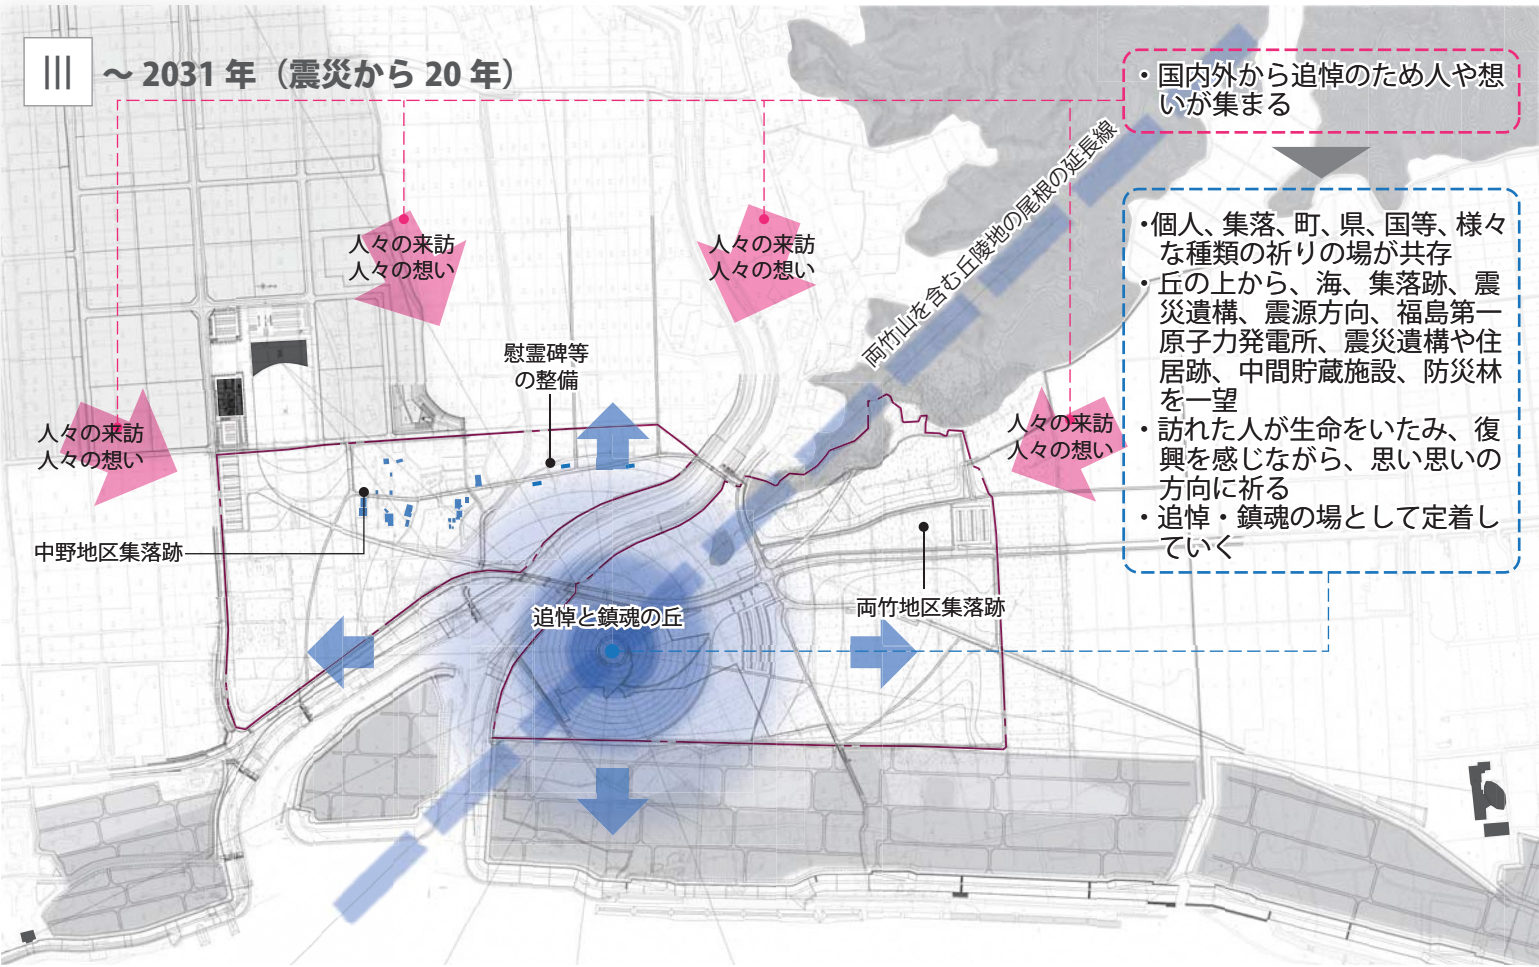 III
～ 2031 年（震災から 20 年）
・国内外から追悼のため人や想
いが集まる
・個人、集落、町、県、国等、様々
な種類の祈りの場が共存
・丘の上から、海、集落跡、震
災遺構、震源方向、福島第一
原子力発電所、震災遺構や住
居跡、中間貯蔵施設、防災林
を一望
・訪れた人が生命をいたみ、復
興を感じながら、思い思いの
方向に祈る
・追悼・鎮魂の場として定着し
ていく
両竹山を含む丘陵地の尾根の延長線
人々の来訪
人々の想い
人々の来訪
人々の想い
慰霊碑等
の整備
人々の来訪
人々の想い
人々の来訪
人々の想い
中野地区集落跡
追悼と鎮魂の丘
両竹地区集落跡